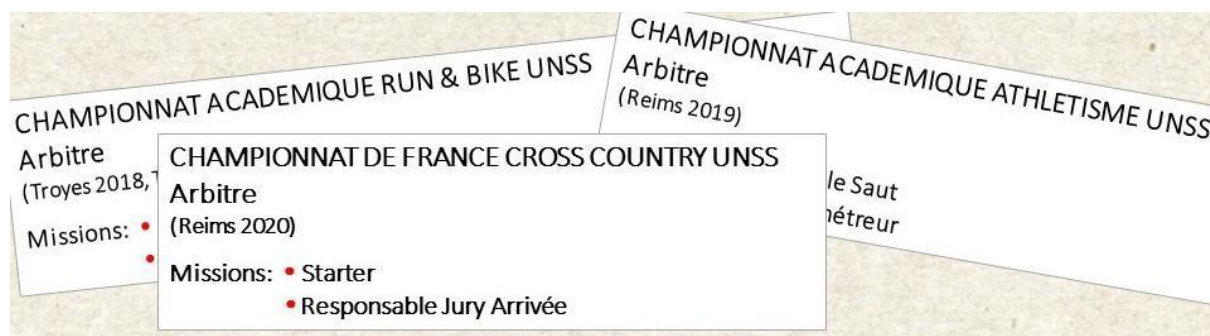 CHAMPIONNAT ACADEMIQUE RUN & BIKE UNSS
Arbitre
(Troyes 2018,
Missions: •
•
CHAMPIONNAT ACADEMIQUE ATHLETISME UNSS
Arbitre
(Reims 2019)
le Saut
CHAMPIONNAT DE FRANCE CROSS COUNTRY UNSS
Arbitre
(Reims 2020)
Missions: • Starter
• Responsable Jury Arrivée